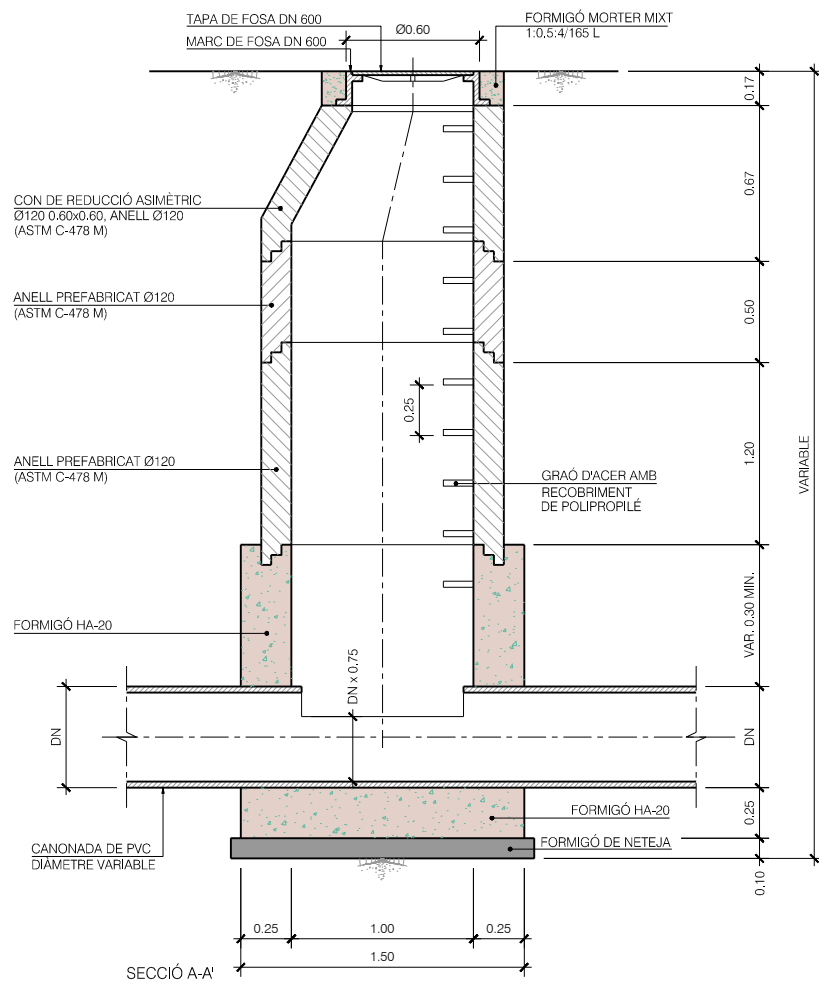 TAPA DE FOSA DN 600
MARC DE FOSA DN 600
Ø0.60
FORMIGÓ MORTER MIXT
1:0.5:4/165 L
0.17
CON DE REDUCCIÓ ASIMÈTRIC
Ø120 0.60x0.60, ANELL Ø120
(ASTM C-478 M)
0.67
ANELL PREFABRICAT Ø120
(ASTM C-478 M)
0.50
0.25
ANELL PREFABRICAT Ø120
(ASTM C-478 M)
1.20
VARIABLE
GRAÓ D'ACER AMB
RECOBRIMENT
DE POLIPROPILÉ
FORMIGÓ HA-20
VAR. 0.30 MIN.
DN x 0.75
DN
DN
FORMIGÓ HA-20
0.25
CANONADA DE PVC
DIÀMETRE VARIABLE
FORMIGÓ DE NETEJA
0.10
0.25
1.00
0.25
1.50
SECCIÓ A-A'